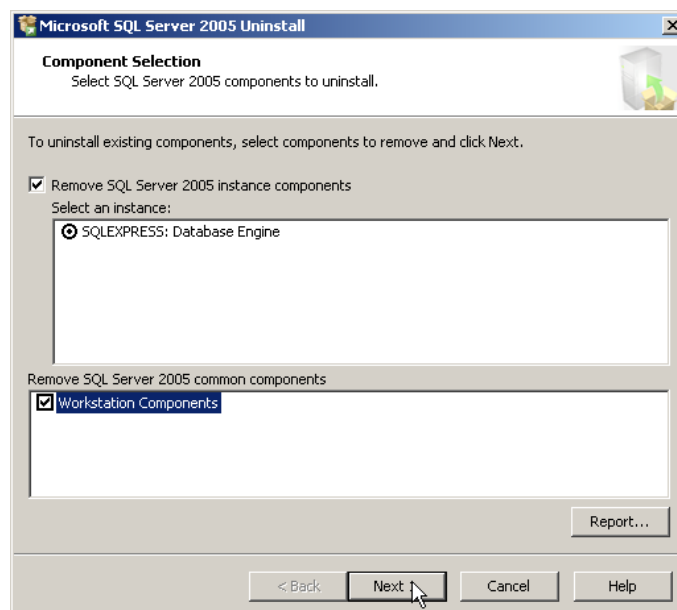 Microsoft SQL Server 2005 Uninstall
Component Selection
Select SQL Server 2005 components to uninstall.
To uninstall existing components, select components to remove and click Next.
Remove SQL Server 2005 instance components
Select an instance:
SQLEXPRESS: Database Engine
Remove SQL Server 2005 common components
Workstation Components
Report...
< Back Next Cancel Help